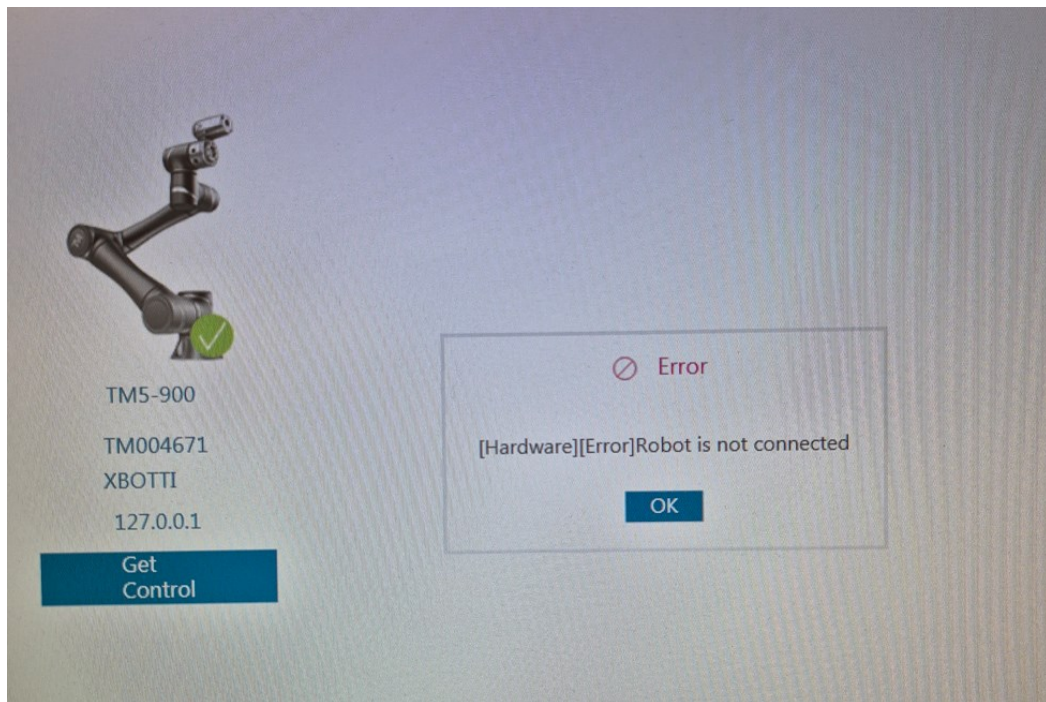 TM5-900
TM004671
XBOTTI
127.0.0.1
Get
Control
Error
[Hardware][Error]Robot is not connected
OK